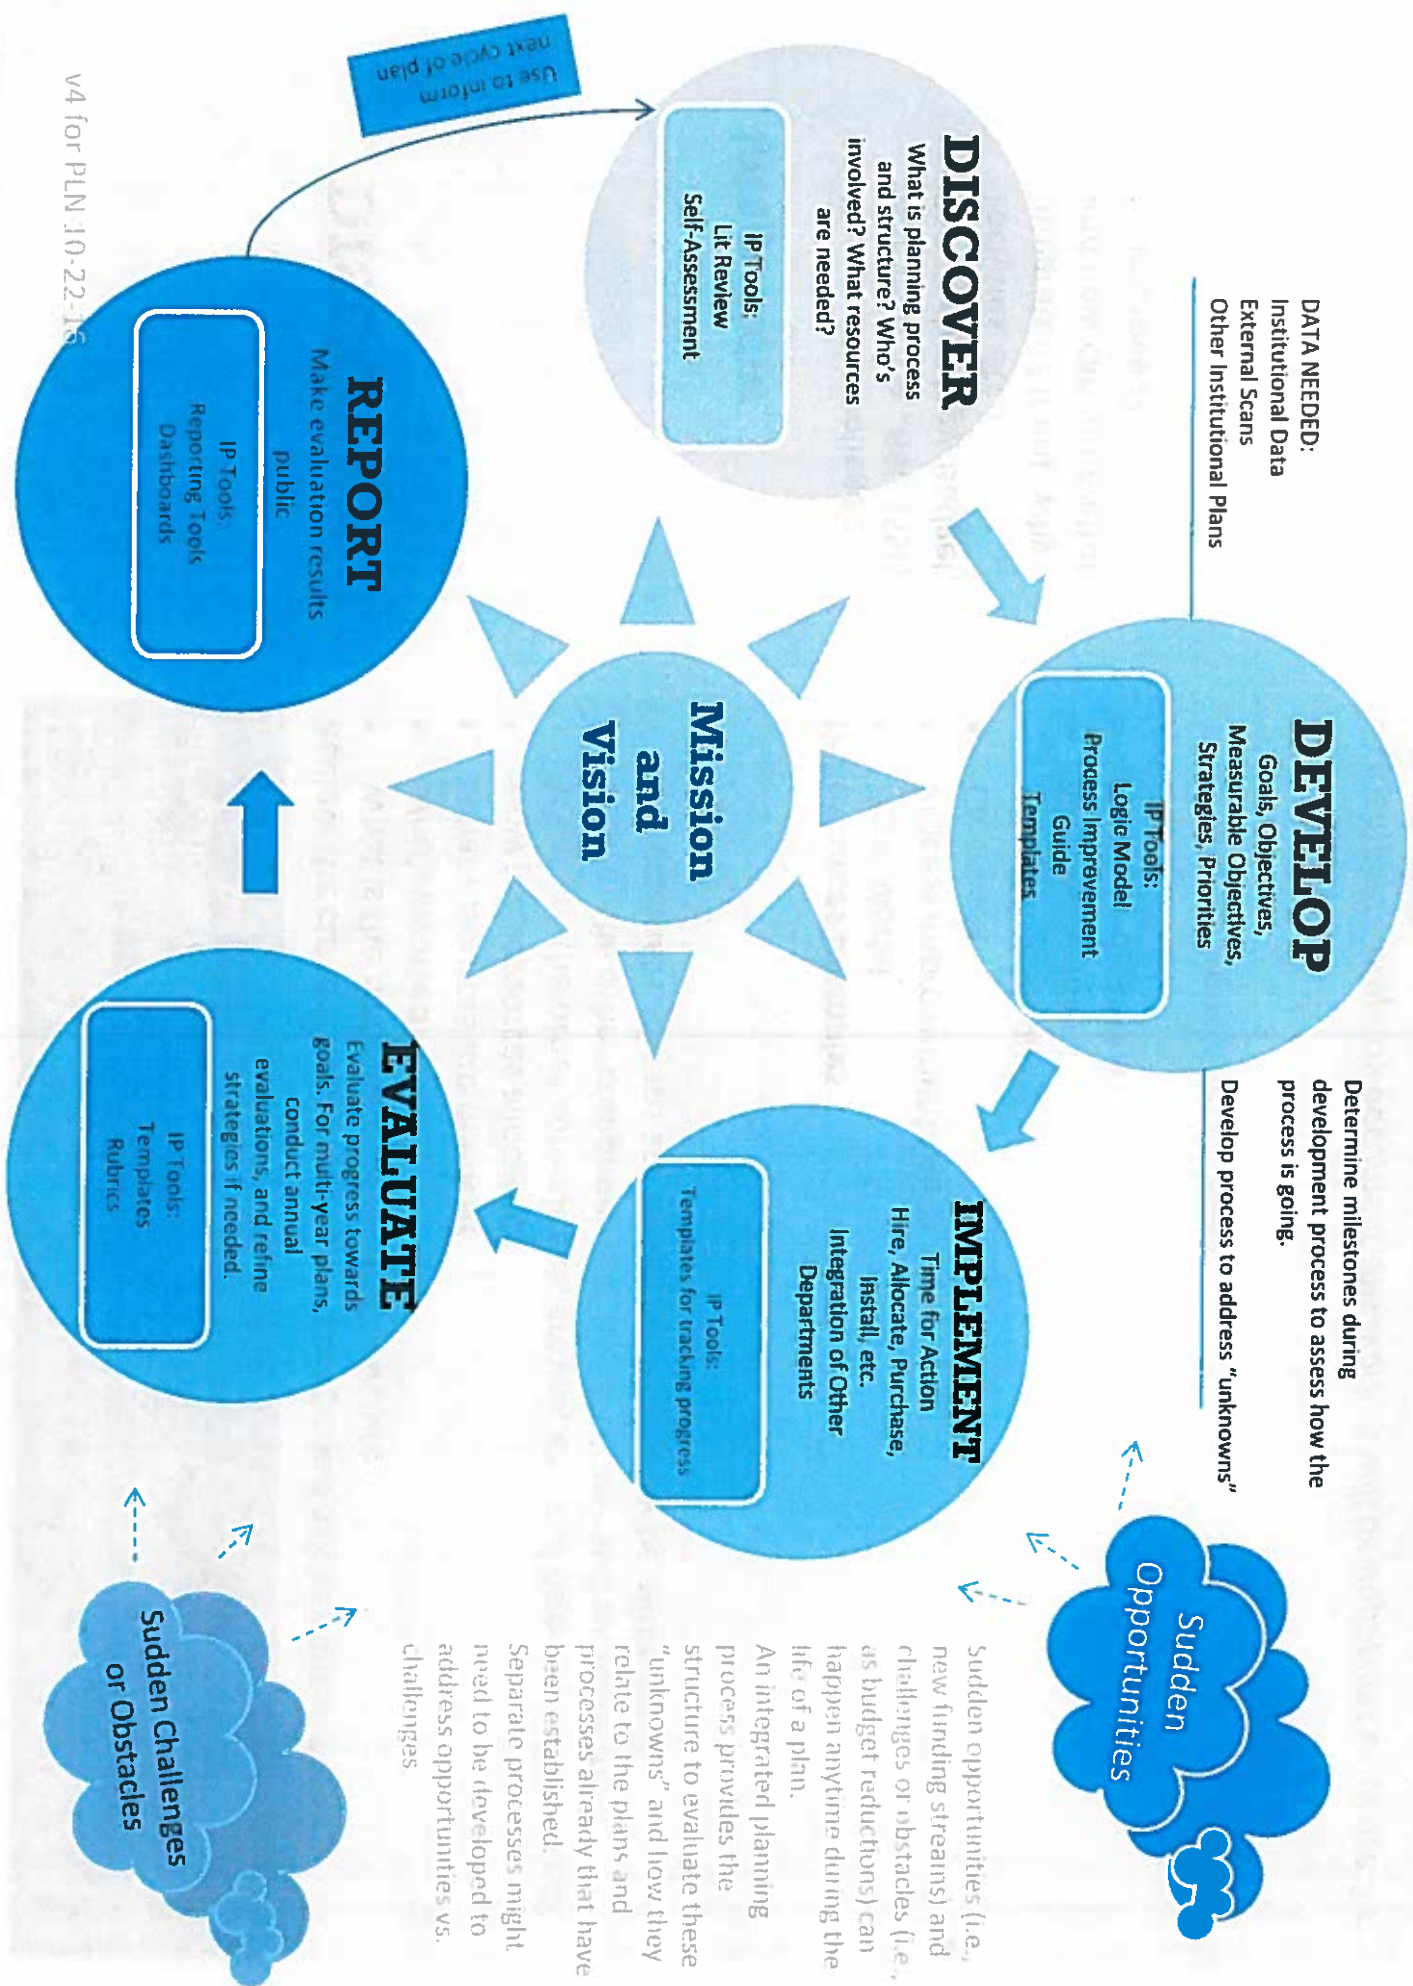 DATA NEEDED:
Institutional Data
External Scans
Other Institutional Plans
DEVELOP
Goals, Objectives,
Measurable Objectives,
Strategies, Priorities
IP Tools:
Logic Model
Process Improvement
Guide
Templates
Determine milestones during
development process to assess how the
process is going.
Develop process to address "unknowns"
Sudden
Opportunities
DISCOVER
What is planning process
and structure? Who's
involved? What resources
are needed?
IP Tools:
Lit Review
Self-Assessment
Mission
and
Vision
IMPLEMENT
Time for Action
Hire, Allocate, Purchase,
Install, etc.
Integration of Other
Departments
IP Tools:
Templates for tracking progress
Sudden opportunities (i.e.,
new funding streams) and
challenges or obstacles (i.e.,
as budget reductions) can
happen anytime during the
life of a plan.
An integrated planning
process provides the
structure to evaluate these
"unknowns" and how they
relate to the plans and
processes already that have
been established.
Separate processes might
need to be developed to
address opportunities vs.
challenges
Use to inform
next cycle of plan
REPORT
Make evaluation results
public
IP Tools:
Reporting Tools
Dashboards
EVALUATE
Evaluate progress towards
goals. For multi-year plans,
conduct annual
evaluations, and refine
strategies if needed.
IP Tools:
Templates
Rubrics
Sudden Challenges
or Obstacles
v4 for PLN 10-22-16